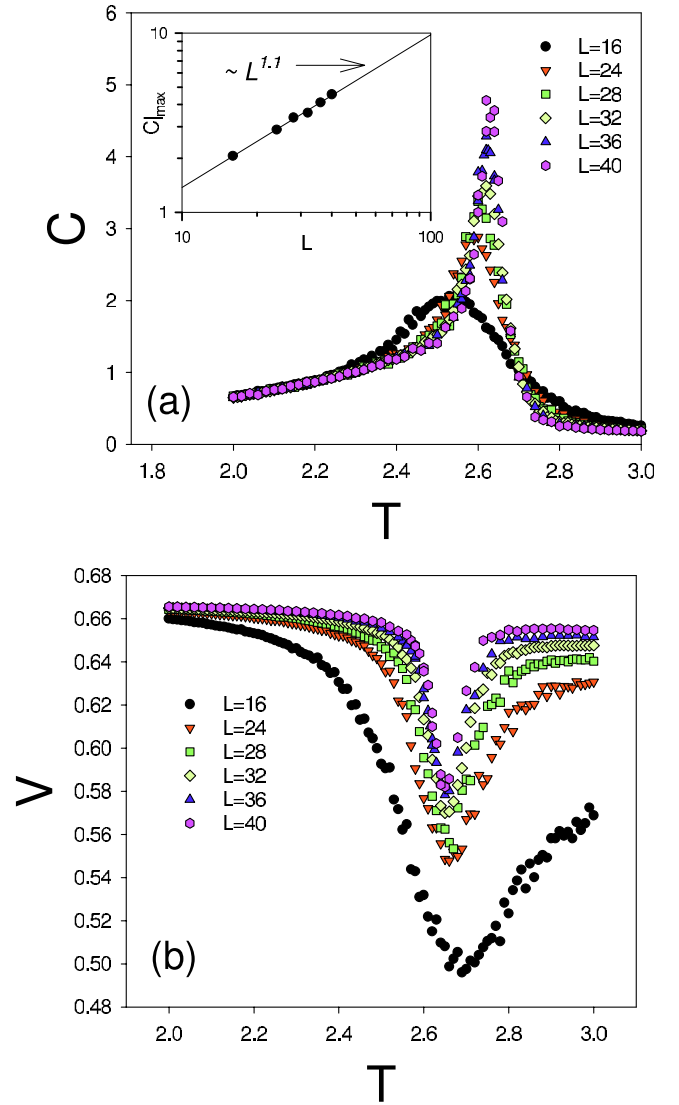 6
5
4
3
2
1
0
C
10
1
Cl max
10
L
100
~ L^1.1
L=16
L=24
L=28
L=32
L=36
L=40
(a)
1.8 2.0 2.2 2.4 2.6 2.8 3.0
T
0.68
0.66
0.64
0.62
0.60
0.58
0.56
0.54
0.52
0.50
0.48
V
L=16
L=24
L=28
L=32
L=36
L=40
(b)
2.0 2.2 2.4 2.6 2.8 3.0
T